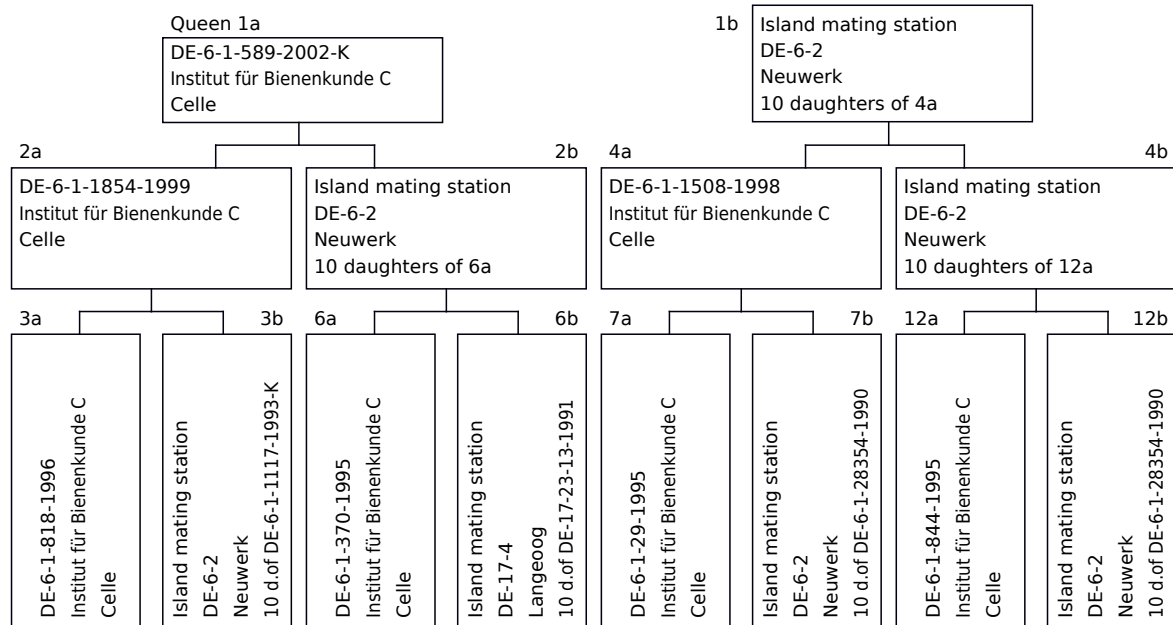 Queen 1a
DE-6-1-589-2002-K
Institut für Bienenkunde C
Celle
1b
Island mating station
DE-6-2
Neuwerk
10 daughters of 4a
2a
DE-6-1-1854-1999
Institut für Bienenkunde C
Celle
2b
Island mating station
DE-6-2
Neuwerk
10 daughters of 6a
4a
DE-6-1-1508-1998
Institut für Bienenkunde C
Celle
4b
Island mating station
DE-6-2
Neuwerk
10 daughters of 12a
3a
DE-6-1-818-1996
Institut für Bienenkunde C
Celle
3b
Island mating station
DE-6-2
Neuwerk
10 d.of DE-6-1-1117-1993-K
6a
DE-6-1-370-1995
Institut für Bienenkunde C
Celle
6b
Island mating station
DE-17-4
Langeoog
10 d.of DE-17-23-13-1991
7a
DE-6-1-29-1995
Institut für Bienenkunde C
Celle
7b
Island mating station
DE-6-2
Neuwerk
10 d.of DE-6-1-28354-1990
12a
DE-6-1-844-1995
Institut für Bienenkunde C
Celle
12b
Island mating station
DE-6-2
Neuwerk
10 d.of DE-6-1-28354-1990